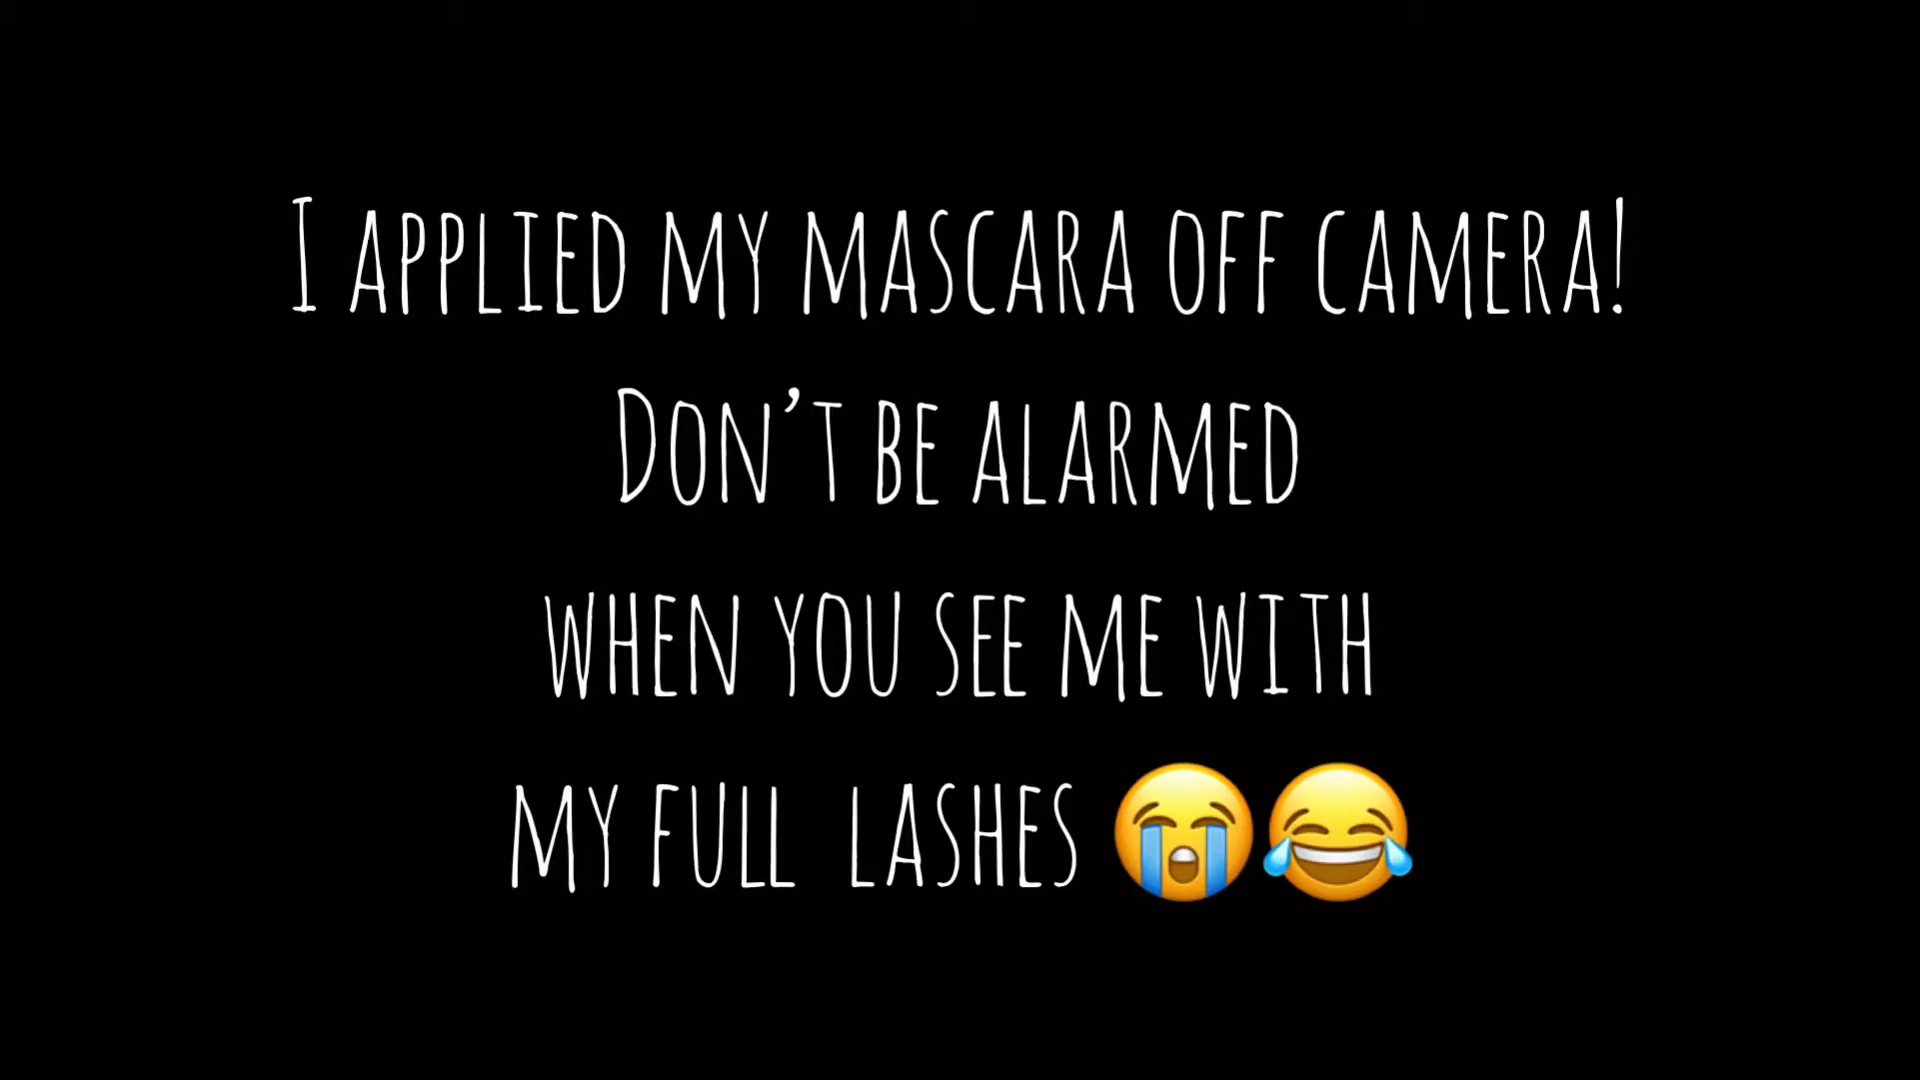 I APPLIED MY MASCARA OFF CAMERA!
DON’T BE ALARMED
WHEN YOU SEE ME WITH
MY FULL LASHES 😭😂